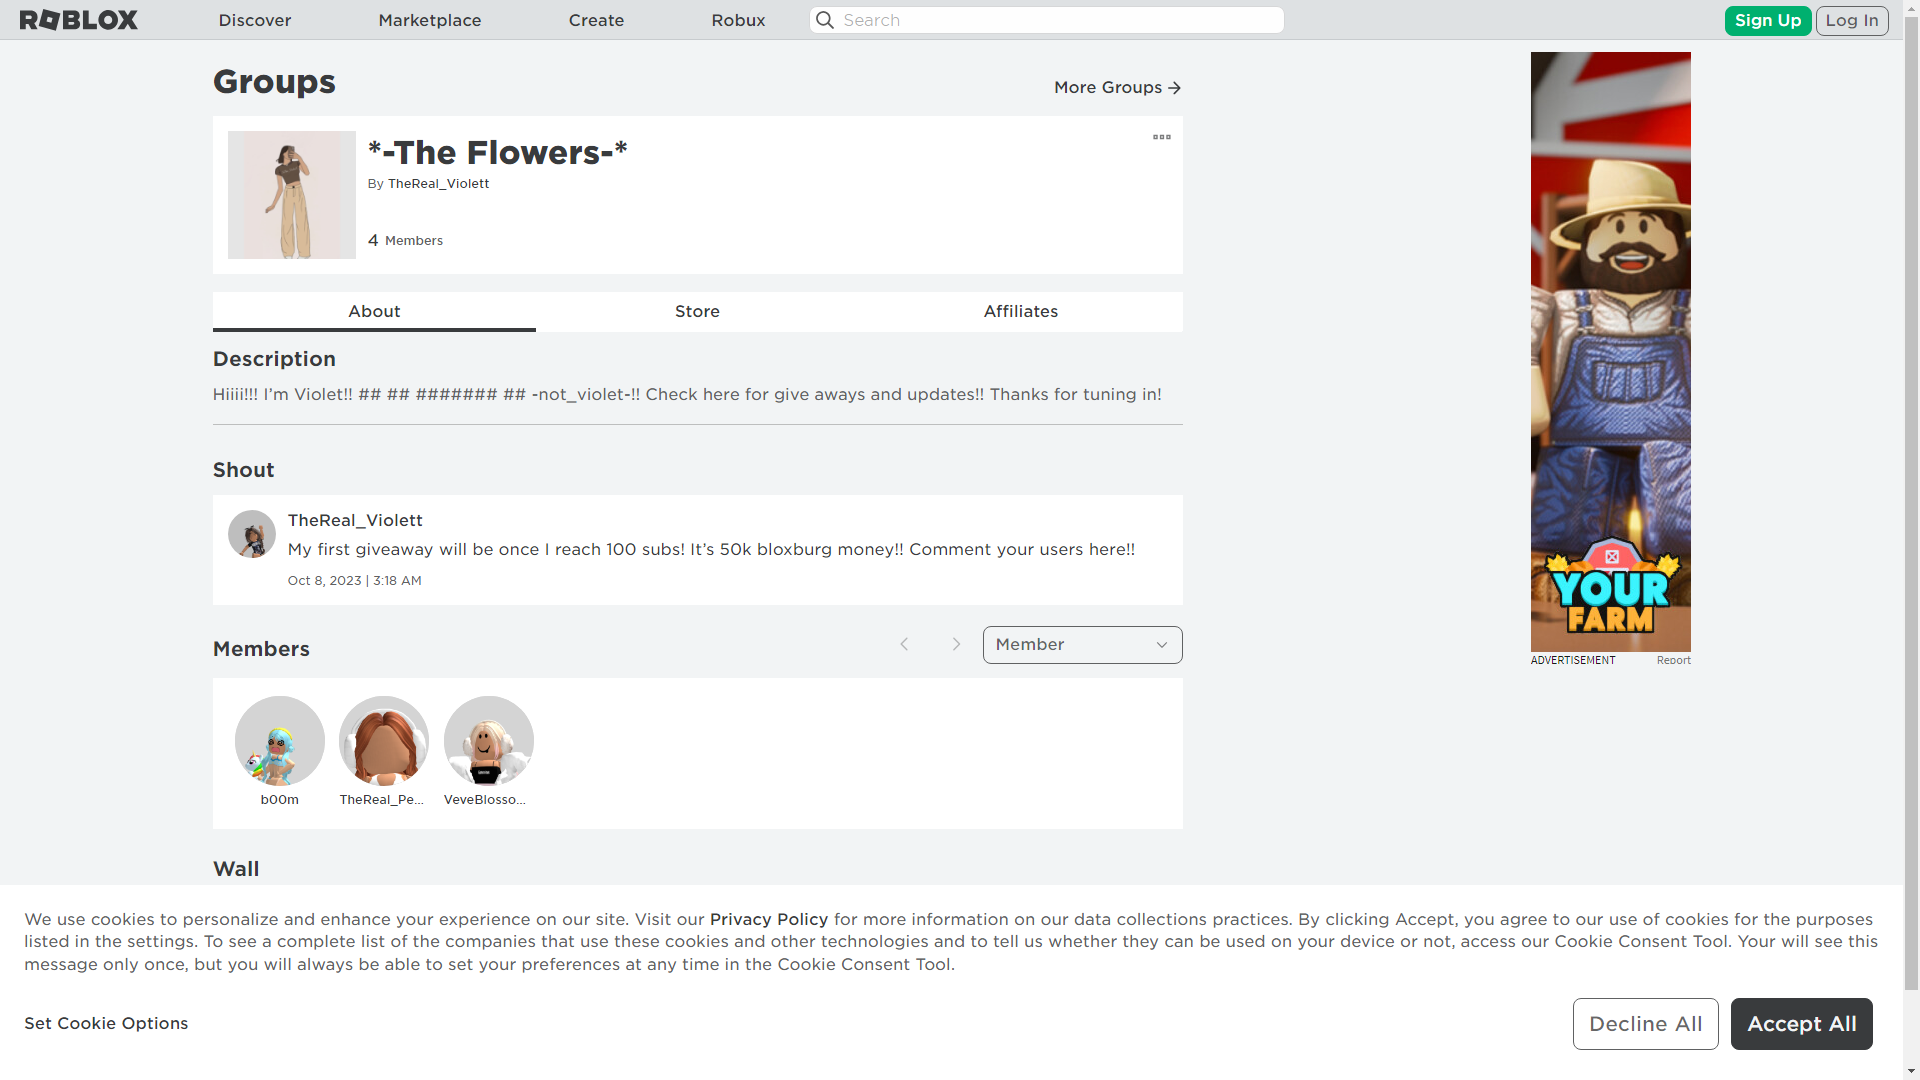 ROBLOX
Discover
Marketplace
Create
Robux
Search
Sign Up
Log In
Groups
More Groups →
*-The Flowers-*
By TheReal_Violett
4 Members
About
Store
Affiliates
Description
Hiiii!!! I’m Violet!! ## ## ####### ## -not_violet-!! Check here for give aways and updates!! Thanks for tuning in!
Shout
TheReal_Violett
My first giveaway will be once I reach 100 subs! It’s 50k bloxburg money!! Comment your users here!!
Oct 8, 2023 | 3:18 AM
YOUR
FARM
ADVERTISEMENT
Report
Members
Member
b00m
TheReal_Pe...
VeveBlosso...
Wall
We use cookies to personalize and enhance your experience on our site. Visit our Privacy Policy for more information on our data collections practices. By clicking Accept, you agree to our use of cookies for the purposes
listed in the settings. To see a complete list of the companies that use these cookies and other technologies and to tell us whether they can be used on your device or not, access our Cookie Consent Tool. Your will see this
message only once, but you will always be able to set your preferences at any time in the Cookie Consent Tool.
Set Cookie Options
Decline All
Accept All